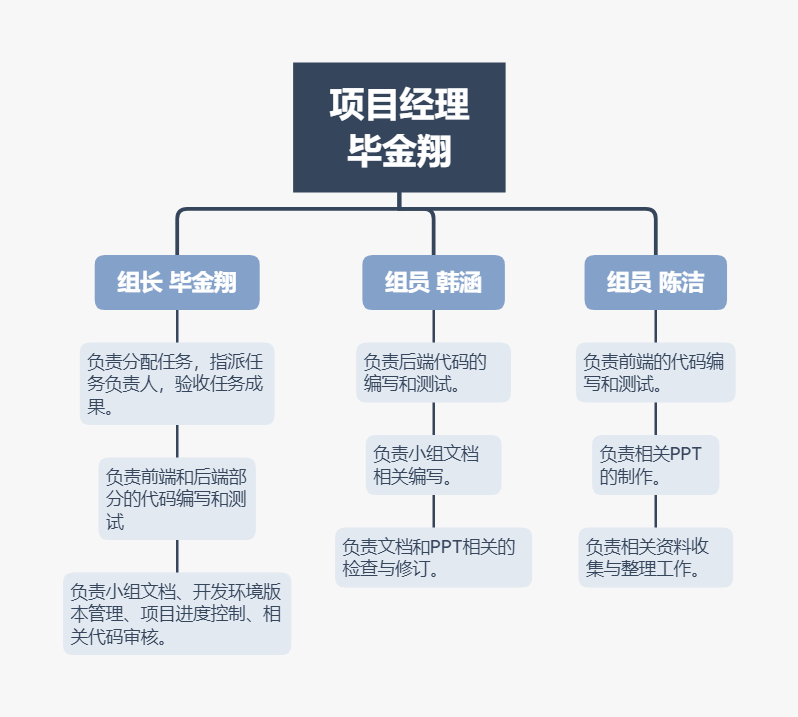 项目经理
毕金翔
组长 毕金翔
负责分配任务，指派任
务负责人，验收任务成
果。
负责前端和后端部
分的代码编写和测
试
负责小组文档、开发环境版
本管理、项目进度控制、相
关代码审核。
组员 韩涵
负责后端代码的
编写和测试。
负责小组文档
相关编写。
负责文档和PPT相关的
检查与修订。
组员 陈洁
负责前端的代码编
写和测试。
负责相关PPT
的制作。
负责相关资料收
集与整理工作。